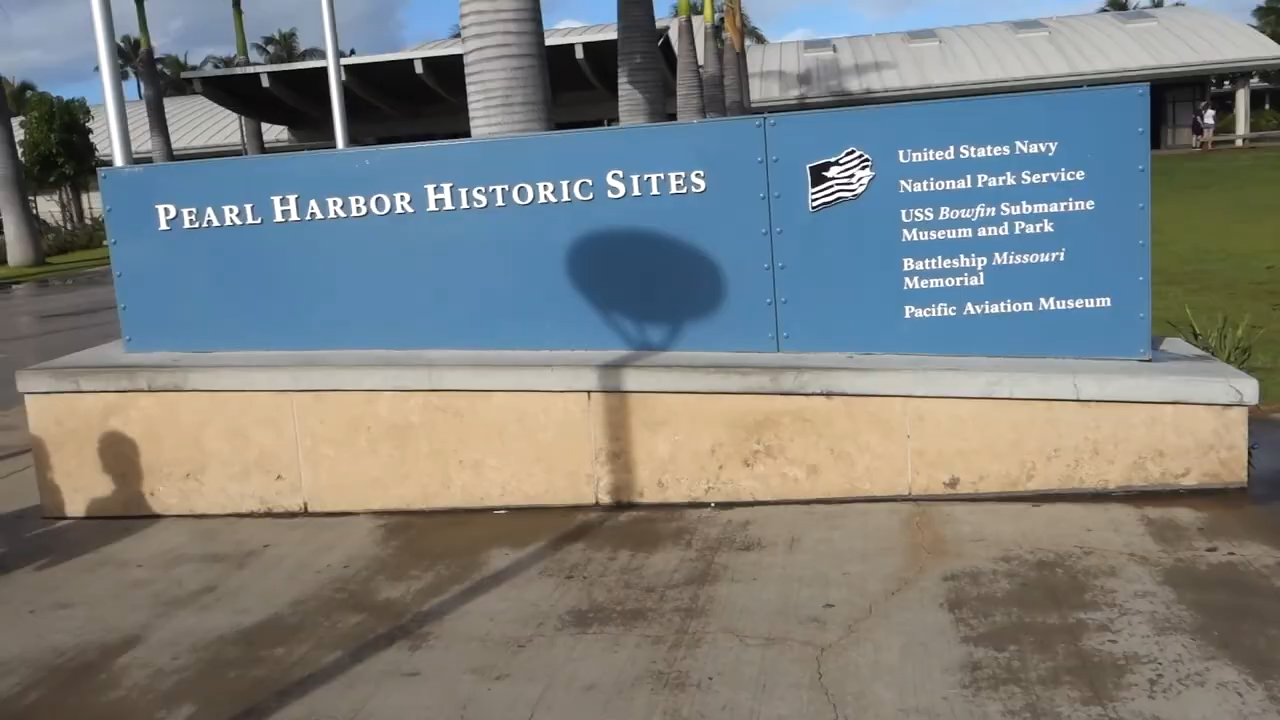 PEARL HARBOR HISTORIC SITES
United States Navy
National Park Service
USS Bowfin Submarine
Museum and Park
Battleship Missouri
Memorial
Pacific Aviation Museum